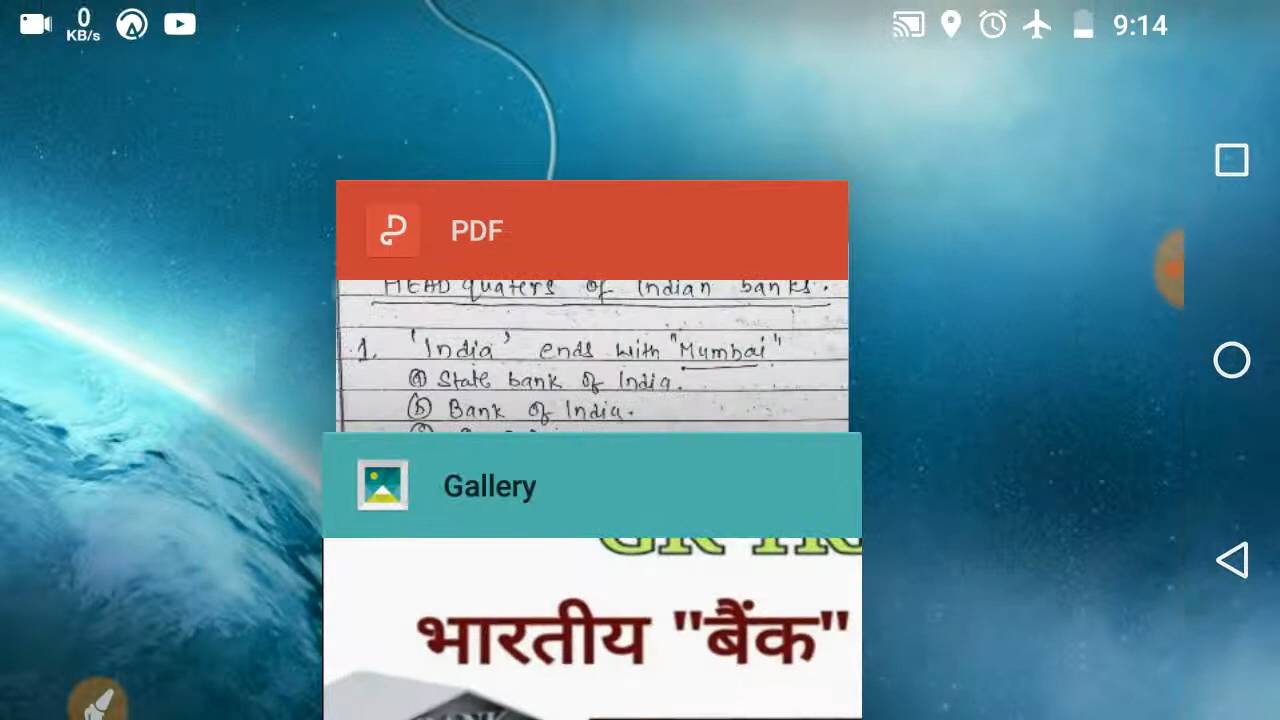 0
KB/s
9:14
PDF
HEAD quaters of Indian banks.
1. 'India' ends with "Mumbai"
(a) State bank of India.
(b) Bank of India.
Gallery
GK
भारतीय "बैंक"